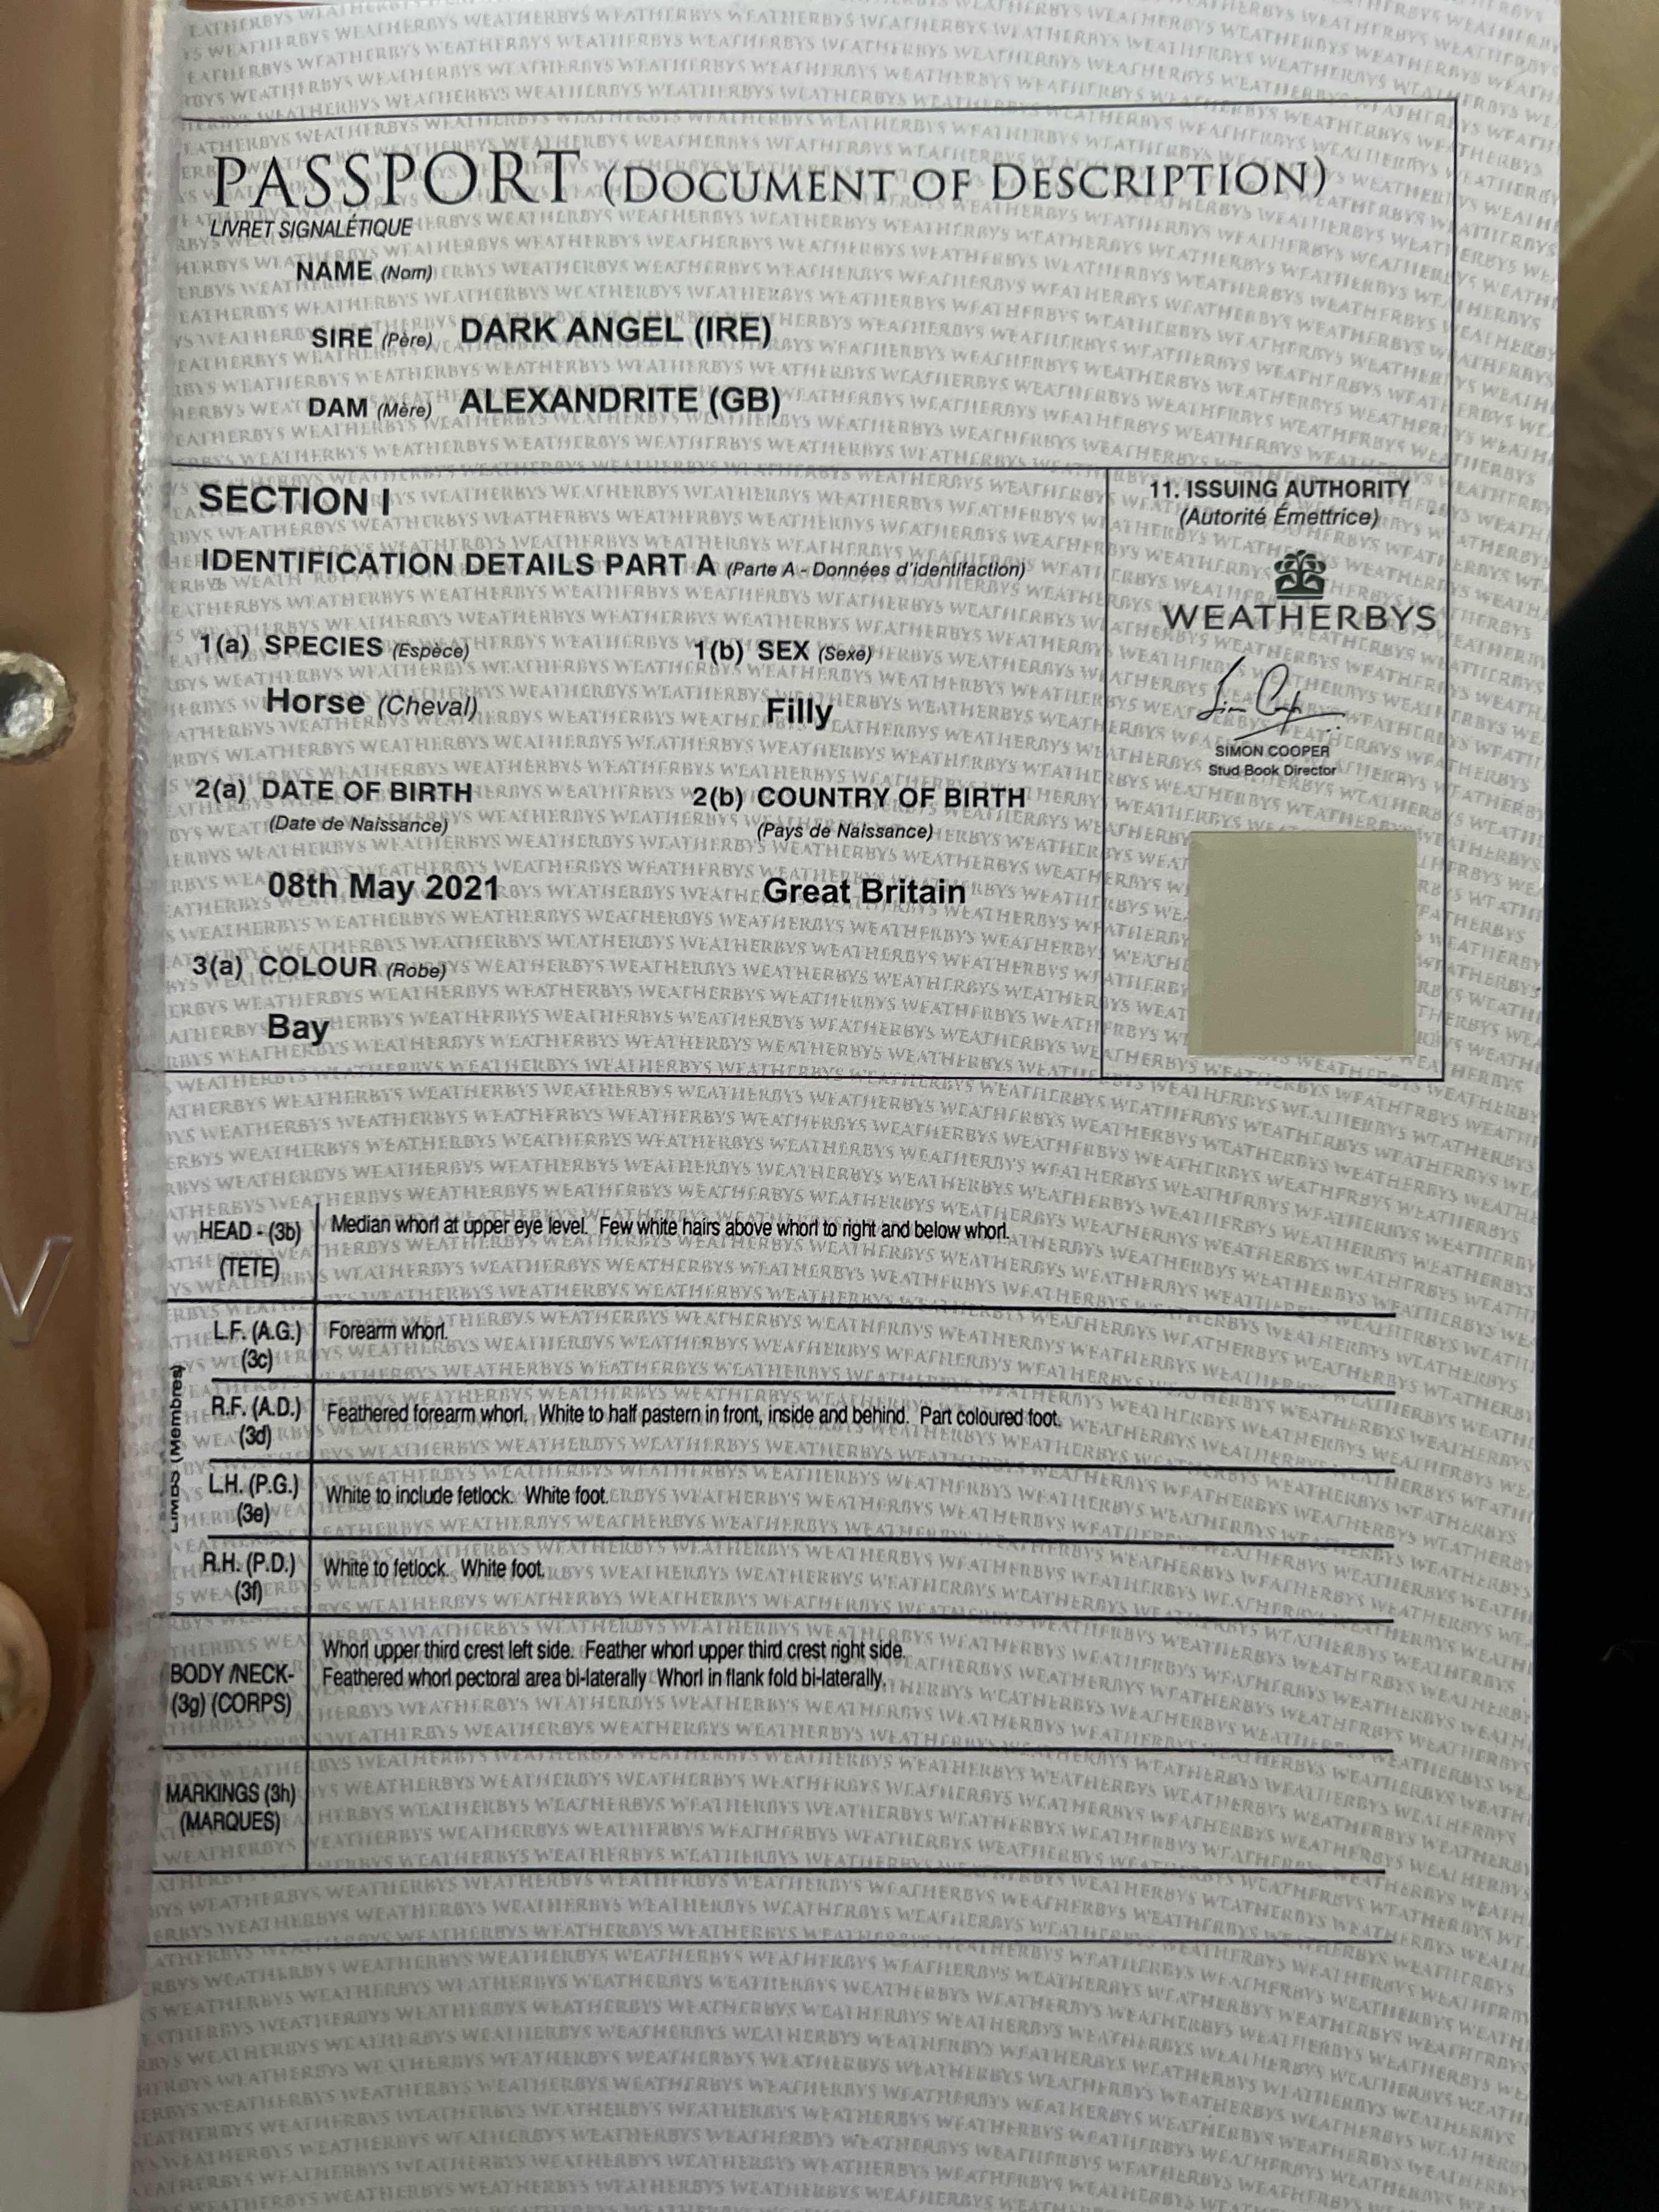 PASSPORT (DOCUMENT OF DESCRIPTION)
LIVRET SIGNALÉTIQUE
NAME (Nom)
SIRE (Père) DARK ANGEL (IRE)
DAM (Mère) ALEXANDRITE (GB)
SECTION I
IDENTIFICATION DETAILS PART A (Parte A - Données d'identifaction)
1(a) SPECIES (Espèce) 1(b) SEX (Sexe)
Horse (Cheval) Filly
2(a) DATE OF BIRTH 2(b) COUNTRY OF BIRTH
(Date de Naissance) (Pays de Naissance)
08th May 2021 Great Britain
3(a) COLOUR (Robe)
Bay
11. ISSUING AUTHORITY
(Autorité Émettrice)
WEATHERBYS
SIMON COOPER
Stud Book Director
HEAD - (3b) Median whorl at upper eye level. Few white hairs above whorl to right and below whorl.
(TETE)
LIMBS (Membres)
L.F. (A.G.) Forearm whorl.
(3c)
R.F. (A.D.) Feathered forearm whorl. White to half pastern in front, inside and behind. Part coloured foot.
(3d)
L.H. (P.G.) White to include fetlock. White foot.
(3e)
R.H. (P.D.) White to fetlock. White foot.
(3f)
BODY /NECK- Whorl upper third crest left side. Feather whorl upper third crest right side.
(3g) (CORPS) Feathered whorl pectoral area bi-laterally Whorl in flank fold bi-laterally.
MARKINGS (3h)
(MARQUES)